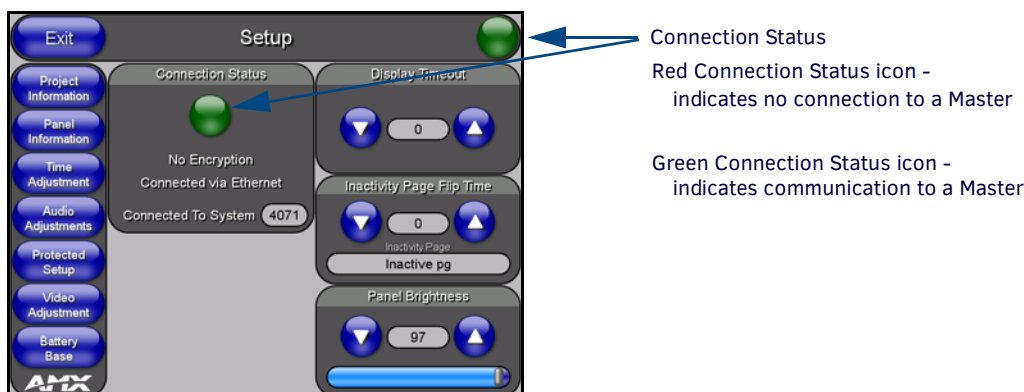 Exit
Setup
Project
Information
Panel
Information
Time
Adjustment
Audio
Adjustments
Protected
Setup
Video
Adjustment
Battery
Base
AMX
Connection Status
No Encryption
Connected via Ethernet
Connected To System 4071
Display Timeout
0
Inactivity Page Flip Time
0
Inactivity Page
Inactive pg
Panel Brightness
97
Connection Status
Red Connection Status icon -
indicates no connection to a Master
Green Connection Status icon -
indicates communication to a Master